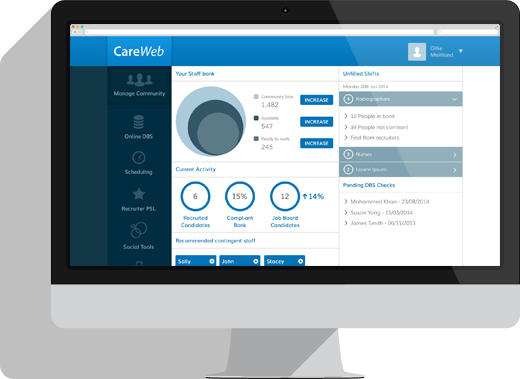 CareWeb
Ollie
Maitland
Manage Community
Online DBS
Scheduling
Recruiter PSL
Social Tools
Your Staff bank
Community Size
1,482
INCREASE
Available
547
INCREASE
Ready to work
245
INCREASE
Current Activity
6
Recruited
Candidates
15%
Compliant
Bank
12
Job Board
Candidates
14%
Recommended contingent staff
Sally
John
Stacey
Unfilled Shifts
Monday 20th Jan 2014
4 Radiographers
12 People in bank
34 People not compliant
Find from recruiters
3 Nurses
2 Lorem Ipsum
Pending DBS Checks
Mohammed Khan - 23/08/2014
Susan Yong - 13/03/2014
James Smith - 06/11/2013